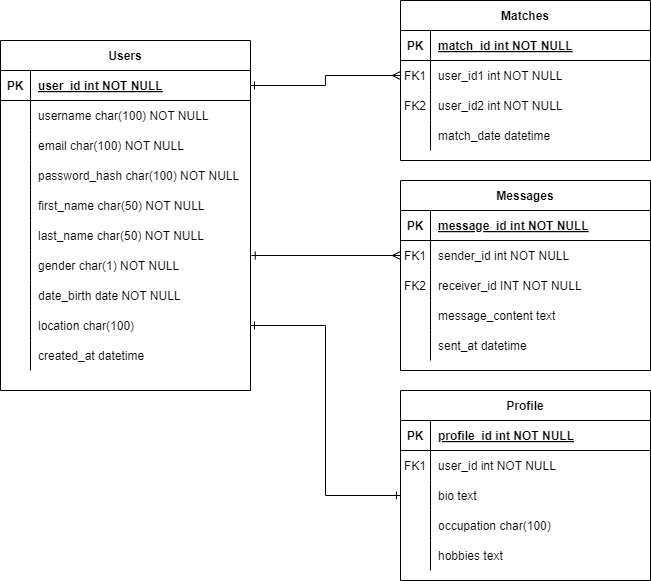 Users
PK user_id int NOT NULL
username char(100) NOT NULL
email char(100) NOT NULL
password_hash char(100) NOT NULL
first_name char(50) NOT NULL
last_name char(50) NOT NULL
gender char(1) NOT NULL
date_birth date NOT NULL
location char(100)
created_at datetime
Matches
PK match_id int NOT NULL
FK1 user_id1 int NOT NULL
FK2 user_id2 int NOT NULL
match_date datetime
Messages
PK message_id int NOT NULL
FK1 sender_id int NOT NULL
FK2 receiver_id INT NOT NULL
message_content text
sent_at datetime
Profile
PK profile_id int NOT NULL
FK1 user_id int NOT NULL
bio text
occupation char(100)
hobbies text